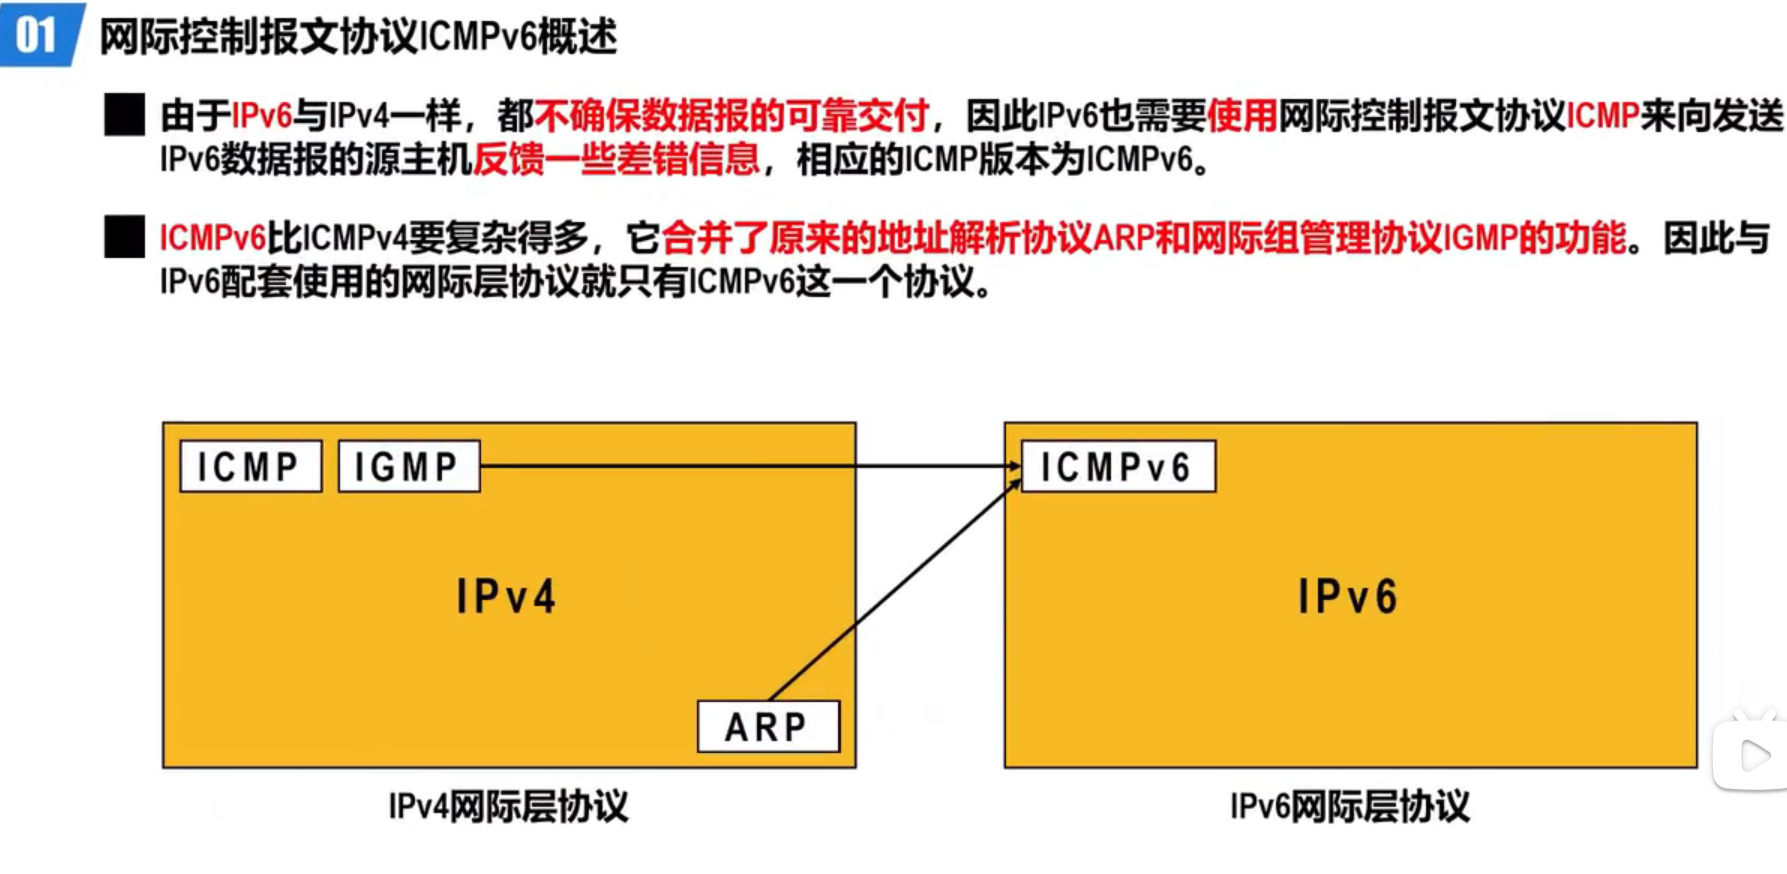 01 网际控制报文协议ICMPv6概述
由于IPv6与IPv4一样，都不确保数据报的可靠交付，因此IPv6也需要使用网际控制报文协议ICMP来向发送
IPv6数据报的源主机反馈一些差错信息，相应的ICMP版本为ICMPv6。
ICMPv6比ICMPv4要复杂得多，它合并了原来的地址解析协议ARP和网际组管理协议IGMP的功能。因此与
IPv6配套使用的网际层协议就只有ICMPv6这一个协议。
ICMP IGMP ICMPv6
IPv4 IPv6
ARP
IPv4网际层协议 IPv6网际层协议